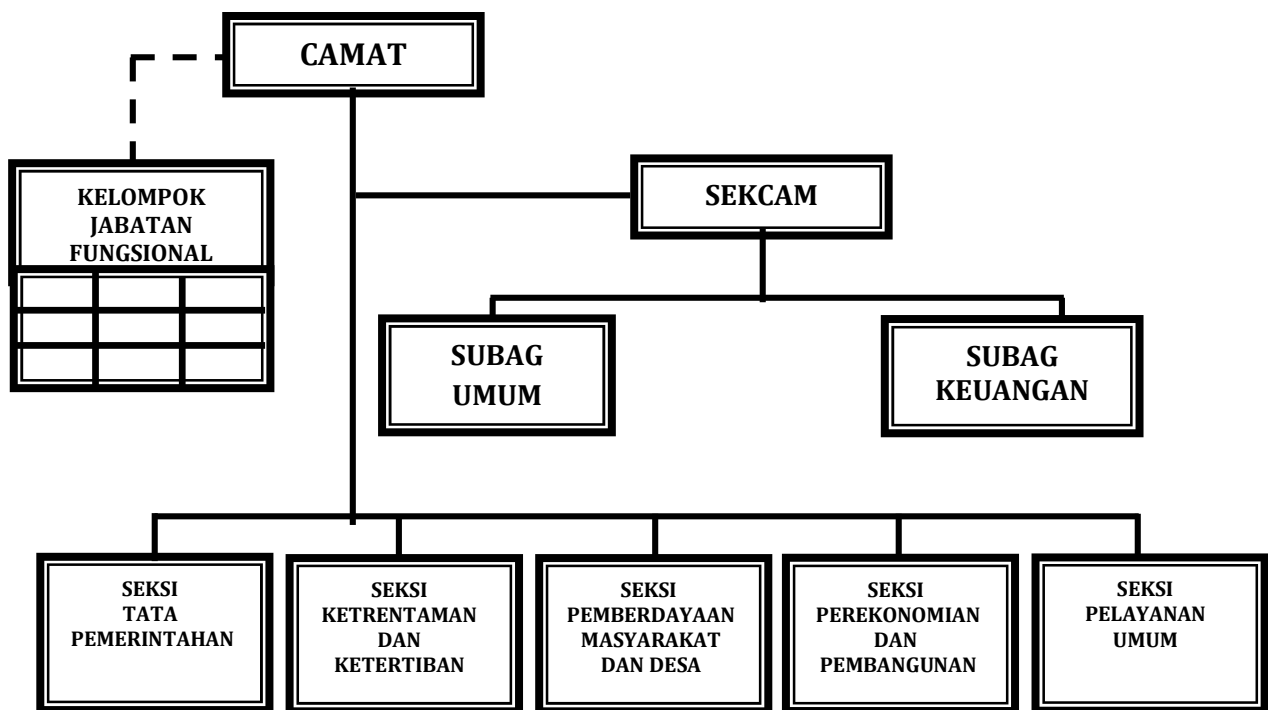 CAMAT
KELOMPOK
JABATAN
FUNGSIONAL
SEKCAM
SUBAG
UMUM
SUBAG
KEUANGAN
SEKSI
TATA
PEMERINTAHAN
SEKSI
KETRENTAMAN
DAN
KETERTIBAN
SEKSI
PEMBERDAYAAN
MASYARAKAT
DAN DESA
SEKSI
PEREKONOMIAN
DAN
PEMBANGUNAN
SEKSI
PELAYANAN
UMUM